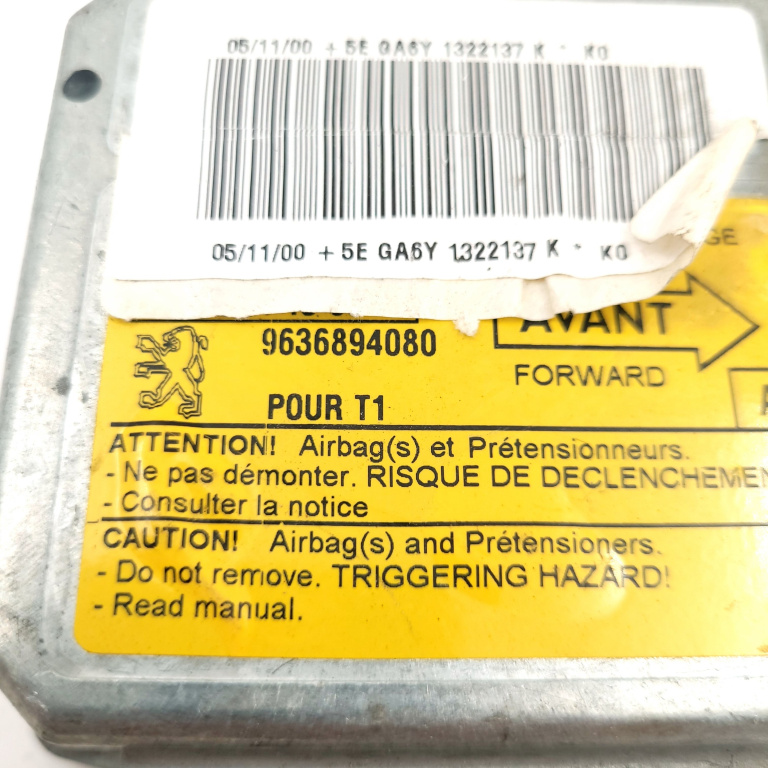 05/11/00 + 5E GA6Y 1322137 K * K0
05/11/00 + 5E GA6Y 1322137 K * K0
AVANT
9636894080
FORWARD
POUR T1
ATTENTION! Airbag(s) et Prétensionneurs.
- Ne pas démonter. RISQUE DE DECLENCHEMEN
- Consulter la notice
CAUTION! Airbag(s) and Prétensioners.
- Do not remove. TRIGGERING HAZARD!
- Read manual.